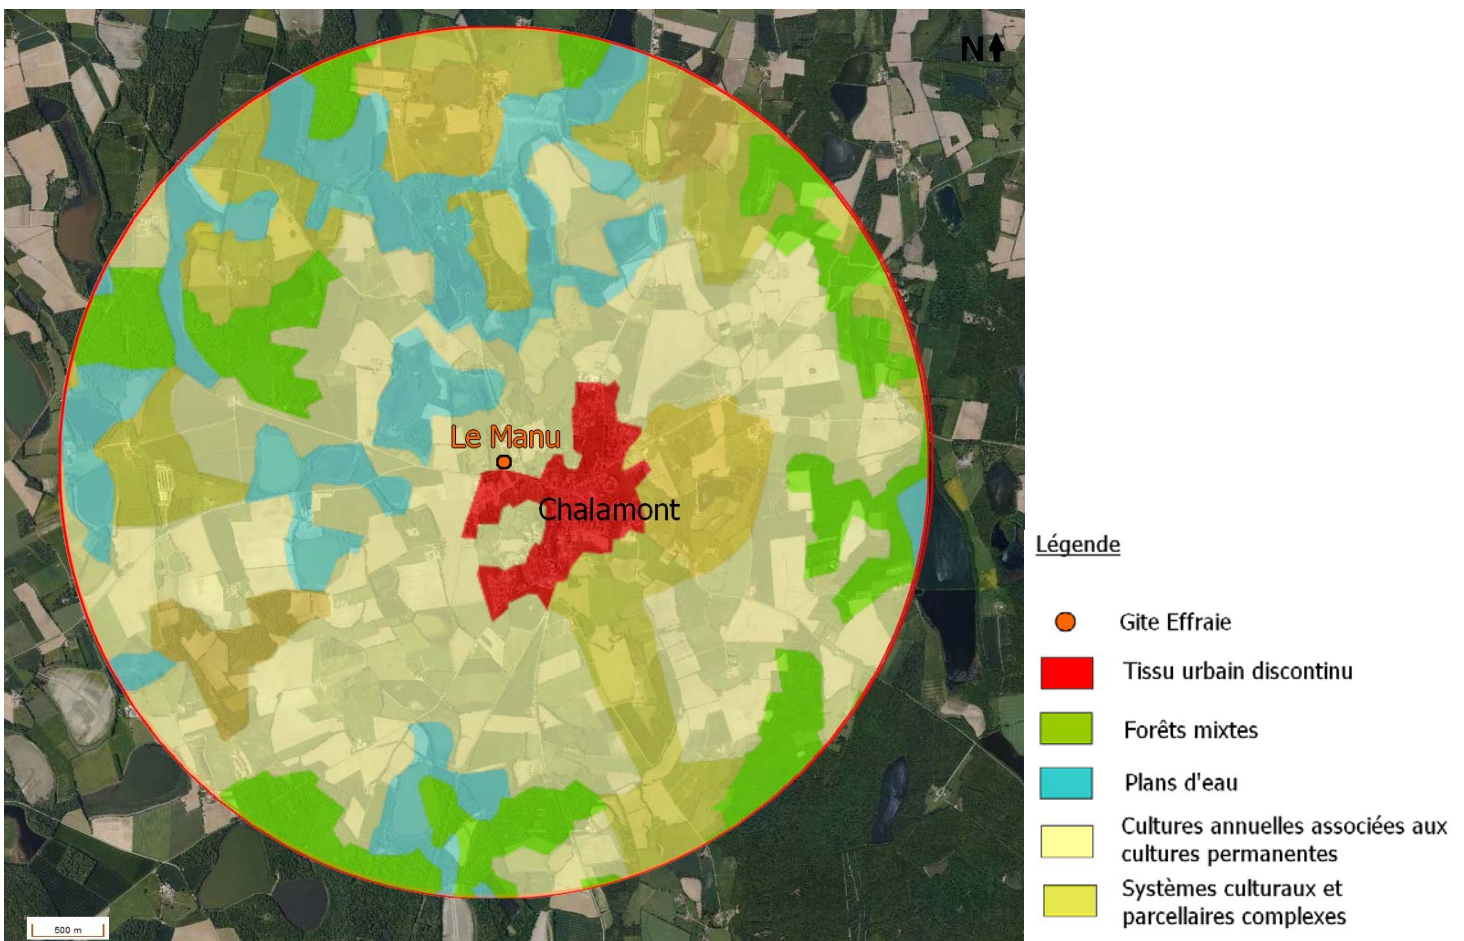 N
Le Manu
Chalamont
Légende
Gite Effraie
Tissu urbain discontinu
Forêts mixtes
Plans d'eau
Cultures annuelles associées aux
cultures permanentes
Systèmes culturaux et
parcellaires complexes
500 m